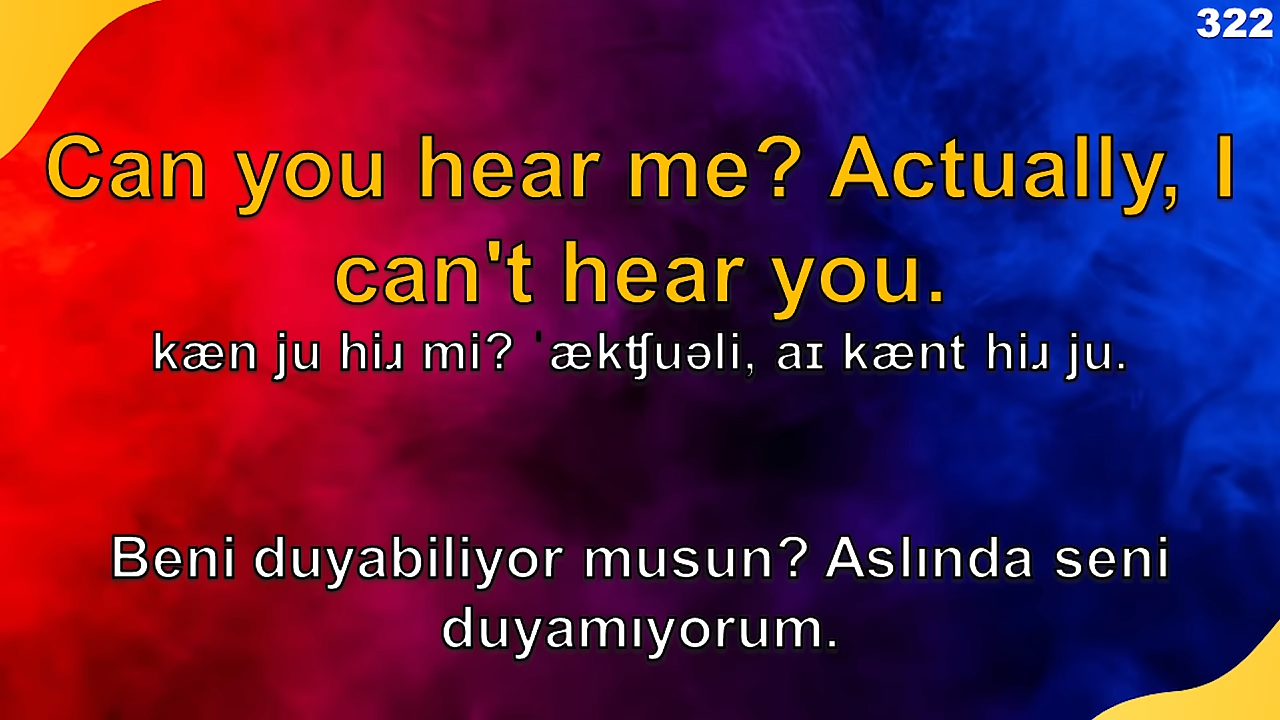 322
Can you hear me? Actually, I
can't hear you.
kæn ju hiɹ mi? ˈækʧuəli, aɪ kænt hiɹ ju.
Beni duyabiliyor musun? Aslında seni
duyamıyorum.